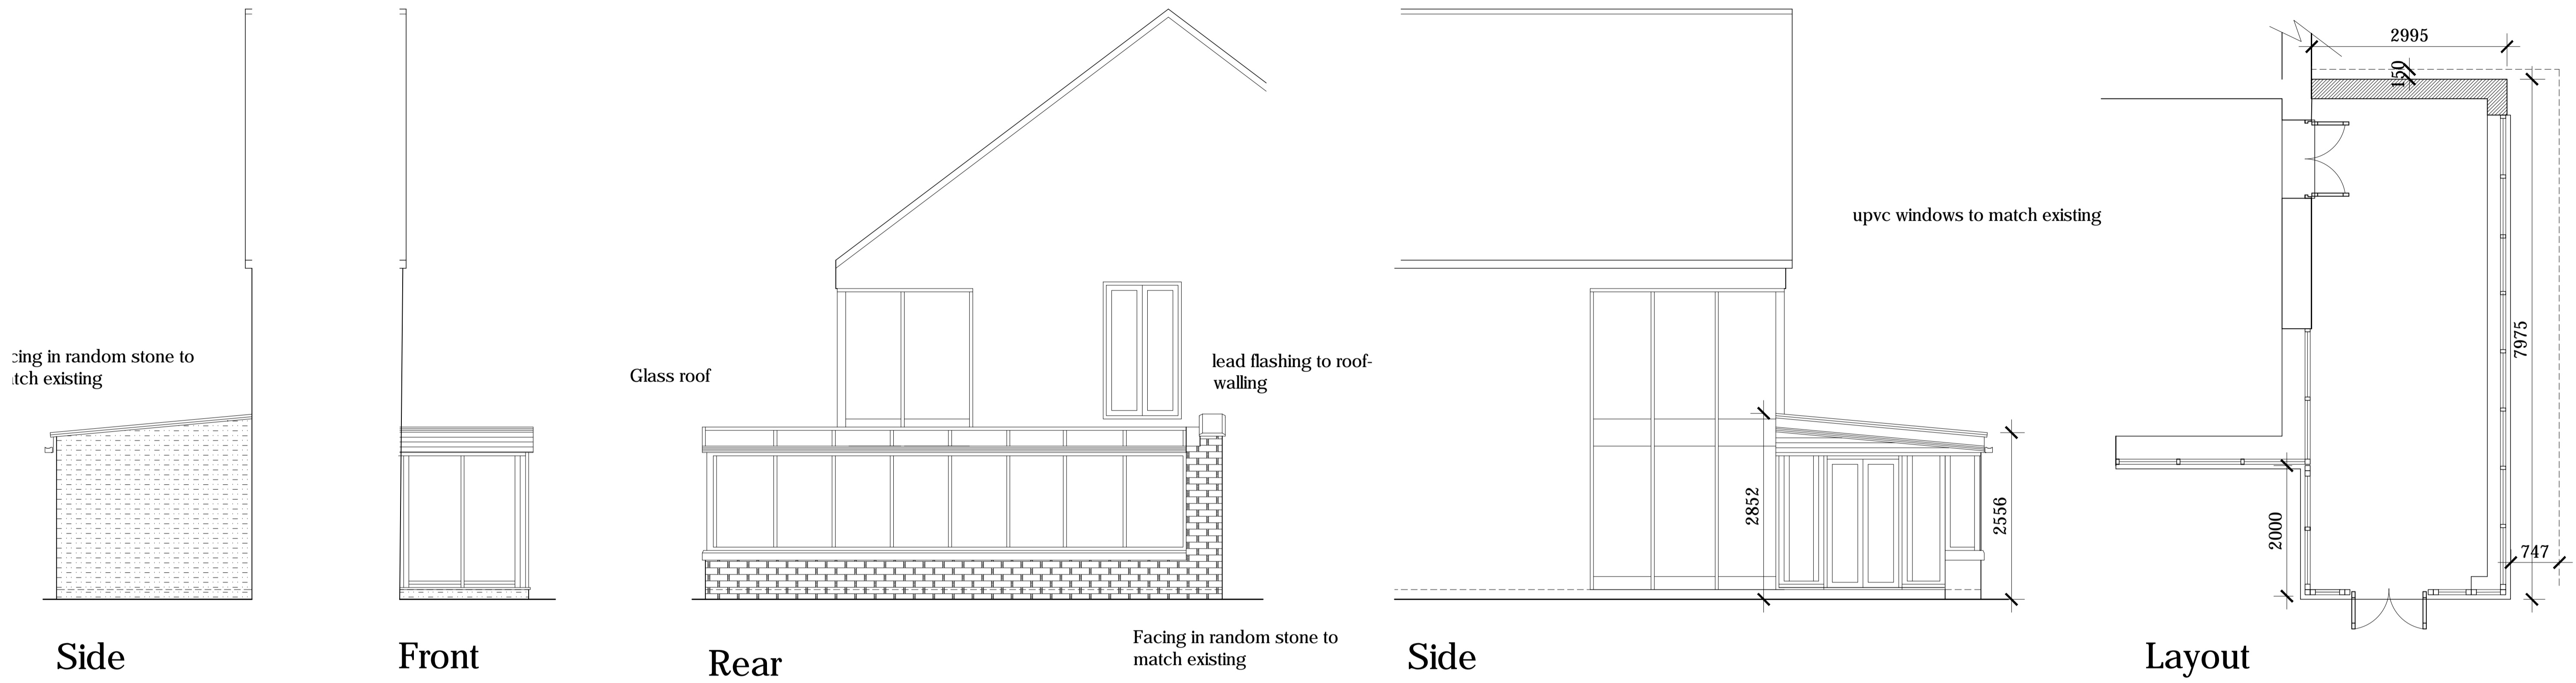 cing in random stone to
tch existing
Side
Front
Glass roof
Rear
lead flashing to roof-
walling
Facing in random stone to
match existing
Side
2852
2556
upvc windows to match existing
2995
150
7975
2000
747
Layout